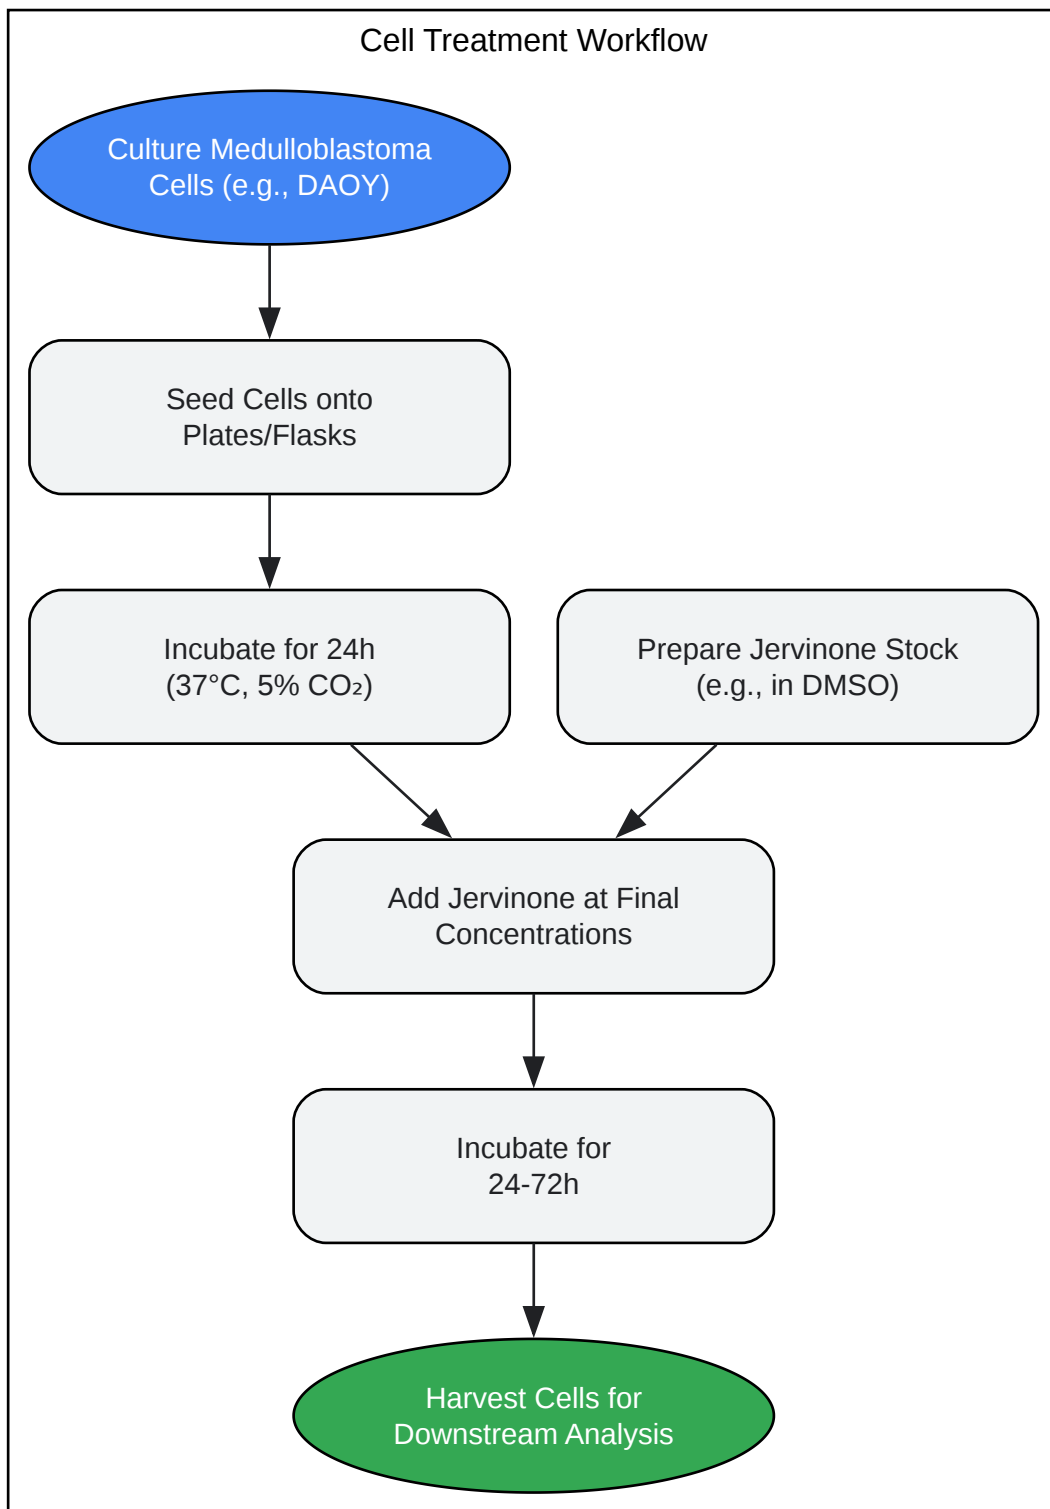 Cell Treatment Workflow
Culture Medulloblastoma
Cells (e.g., DAOY)
Seed Cells onto
Plates/Flasks
Incubate for 24h
(37°C, 5% CO₂)
Prepare Jervinone Stock
(e.g., in DMSO)
Add Jervinone at Final
Concentrations
Incubate for
24-72h
Harvest Cells for
Downstream Analysis